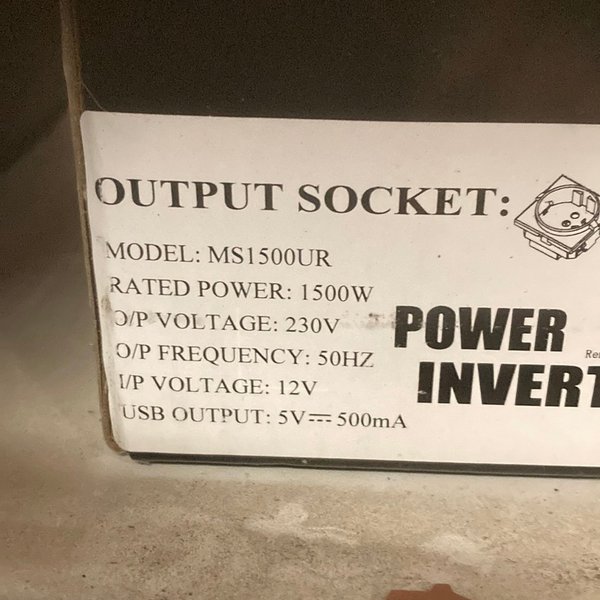 OUTPUT SOCKET:
MODEL: MS1500UR
RATED POWER: 1500W
O/P VOLTAGE: 230V
O/P FREQUENCY: 50HZ
I/P VOLTAGE: 12V
USB OUTPUT: 5V⎓500mA
POWER
INVERT